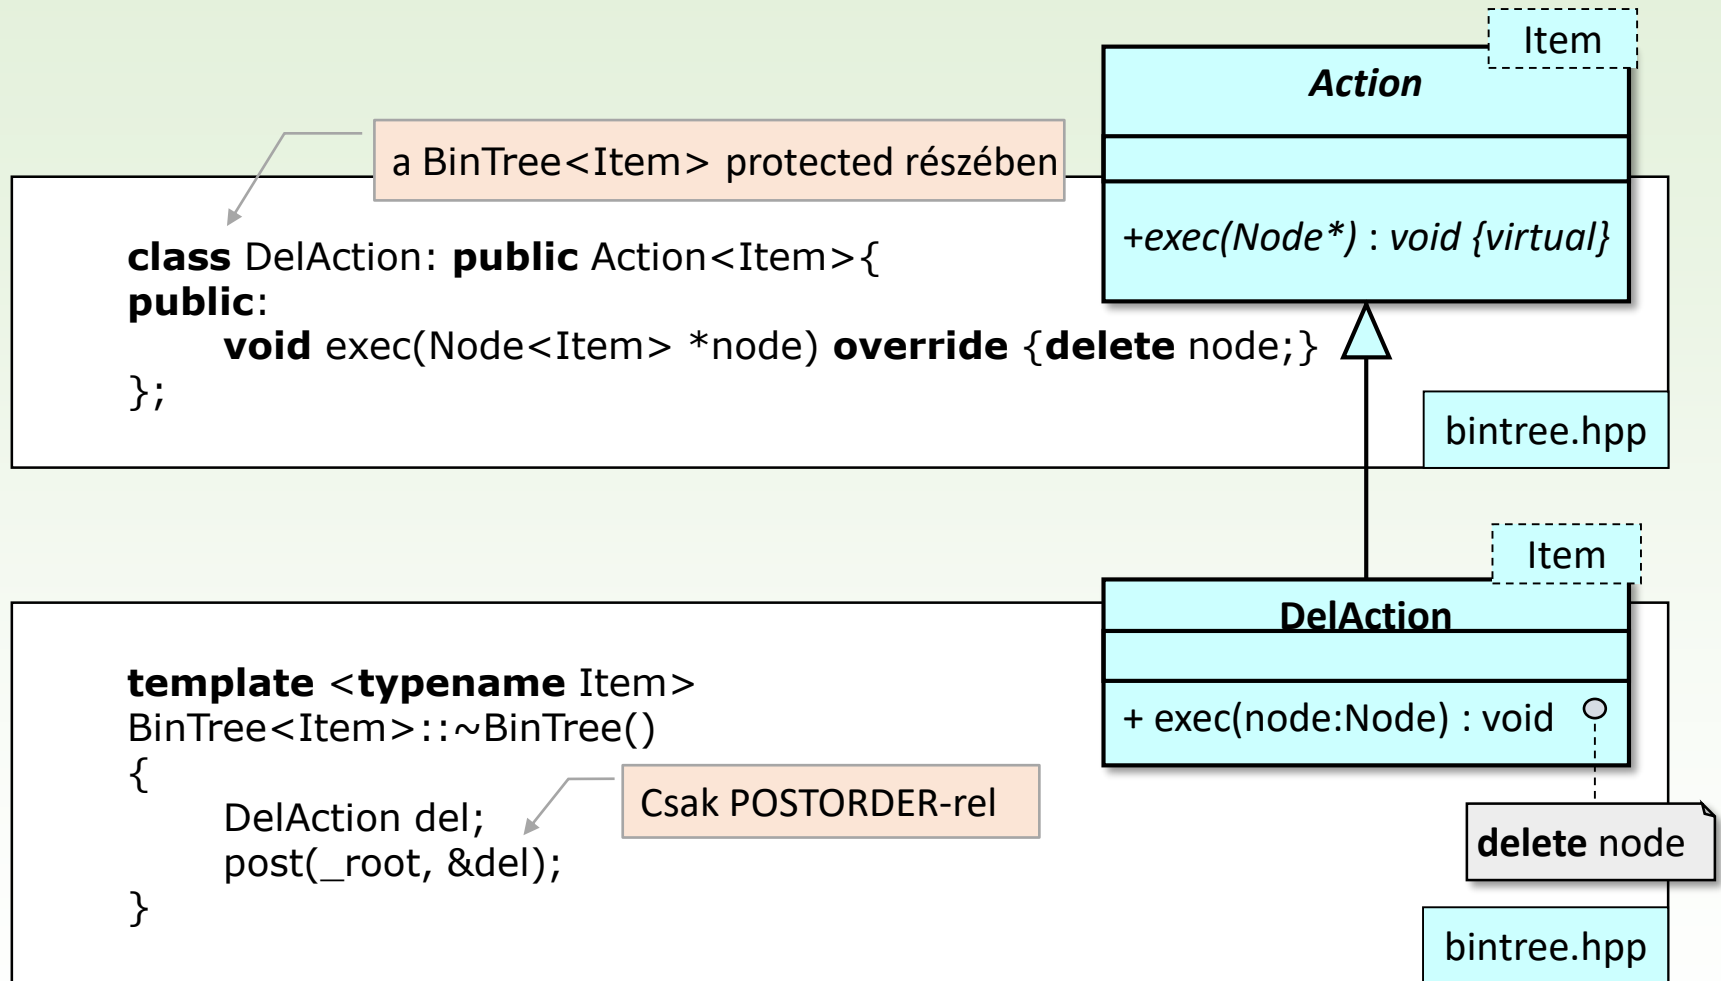 Item
Action
a BinTree<Item> protected részében
+exec(Node*) : void {virtual}
class DelAction: public Action<Item>{
public:
void exec(Node<Item> *node) override {delete node;}
};
bintree.hpp
Item
DelAction
template <typename Item>
+ exec(node:Node) : void
BinTree<Item>::~BinTree()
{
Csak POSTORDER-rel
DelAction del;
delete node
post(_root, &del);
}
bintree.hpp